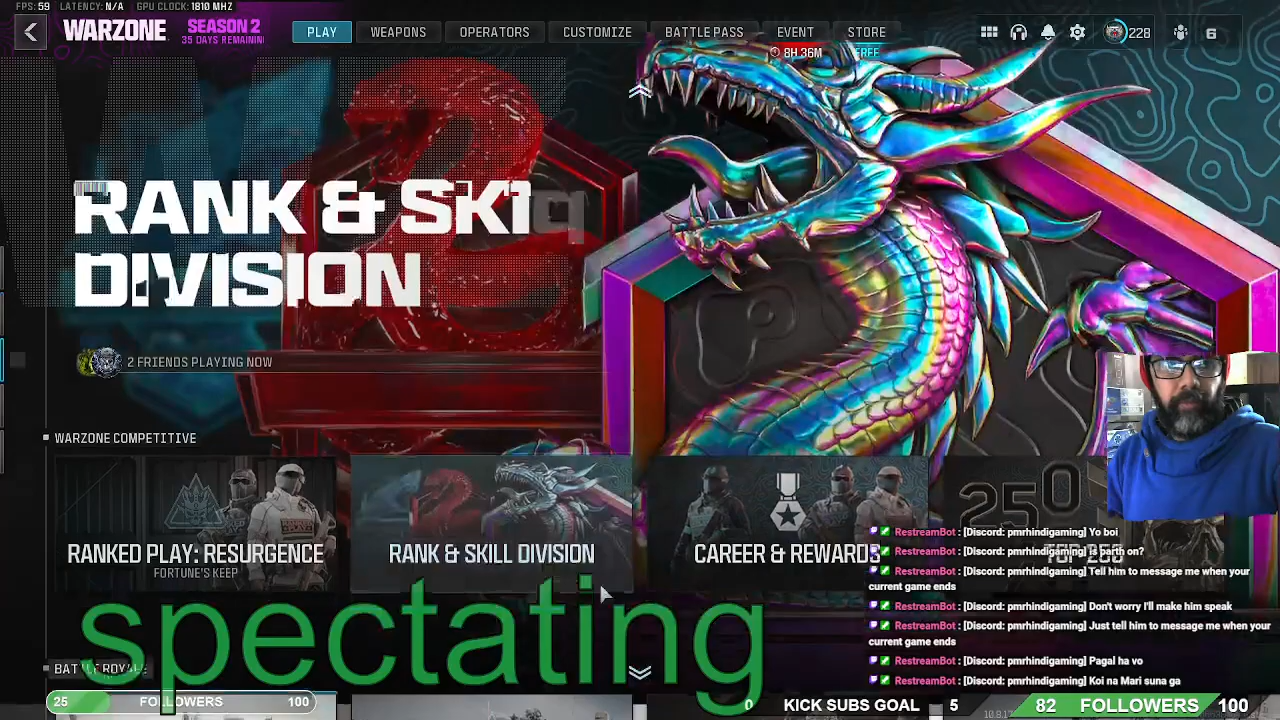 FPS: 59 LATENCY: N/A GPU CLOCK: 1810 MHZ
WARZONE
SEASON 2
35 DAYS REMAININ
PLAY
WEAPONS
OPERATORS
CUSTOMIZE
BATTLE PASS
EVENT
STORE
8H 36M
228
6
RANK & SKI
DIVISION
2 FRIENDS PLAYING NOW
WARZONE COMPETITIVE
RANKED PLAY: RESURGENCE
FORTUNE'S KEEP
RANK & SKILL DIVISION
CAREER & REWARDS
250
TOP 250
RestreamBot : [Discord: pmrhindigaming] Yo boi
RestreamBot : [Discord: pmrhindigaming] is parth on?
RestreamBot : [Discord: pmrhindigaming] Tell him to message me when your
current game ends
RestreamBot : [Discord: pmrhindigaming] Don't worry I'll make him speak
RestreamBot : [Discord: pmrhindigaming] Just tell him to message me when your
current game ends
RestreamBot : [Discord: pmrhindigaming] Pagal ha vo
RestreamBot : [Discord: pmrhindigaming] Koi na Mari suna ga
spectating
BATTLE ROYALE
25 FOLLOWERS 100
0 KICK SUBS GOAL 5
82 FOLLOWERS 100